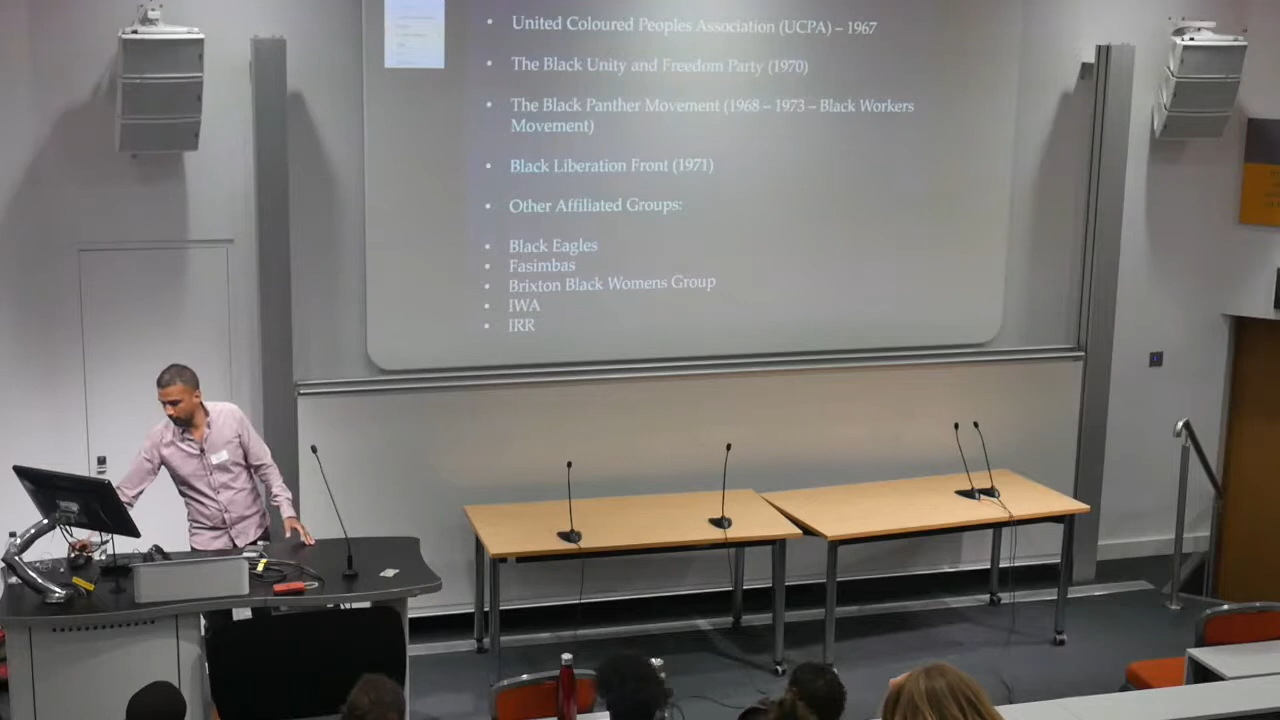 • United Coloured Peoples Association (UCPA) – 1967
• The Black Unity and Freedom Party (1970)
• The Black Panther Movement (1968 – 1973 – Black Workers
Movement)
• Black Liberation Front (1971)
• Other Affiliated Groups:
• Black Eagles
• Fasimbas
• Brixton Black Womens Group
• IWA
• IRR